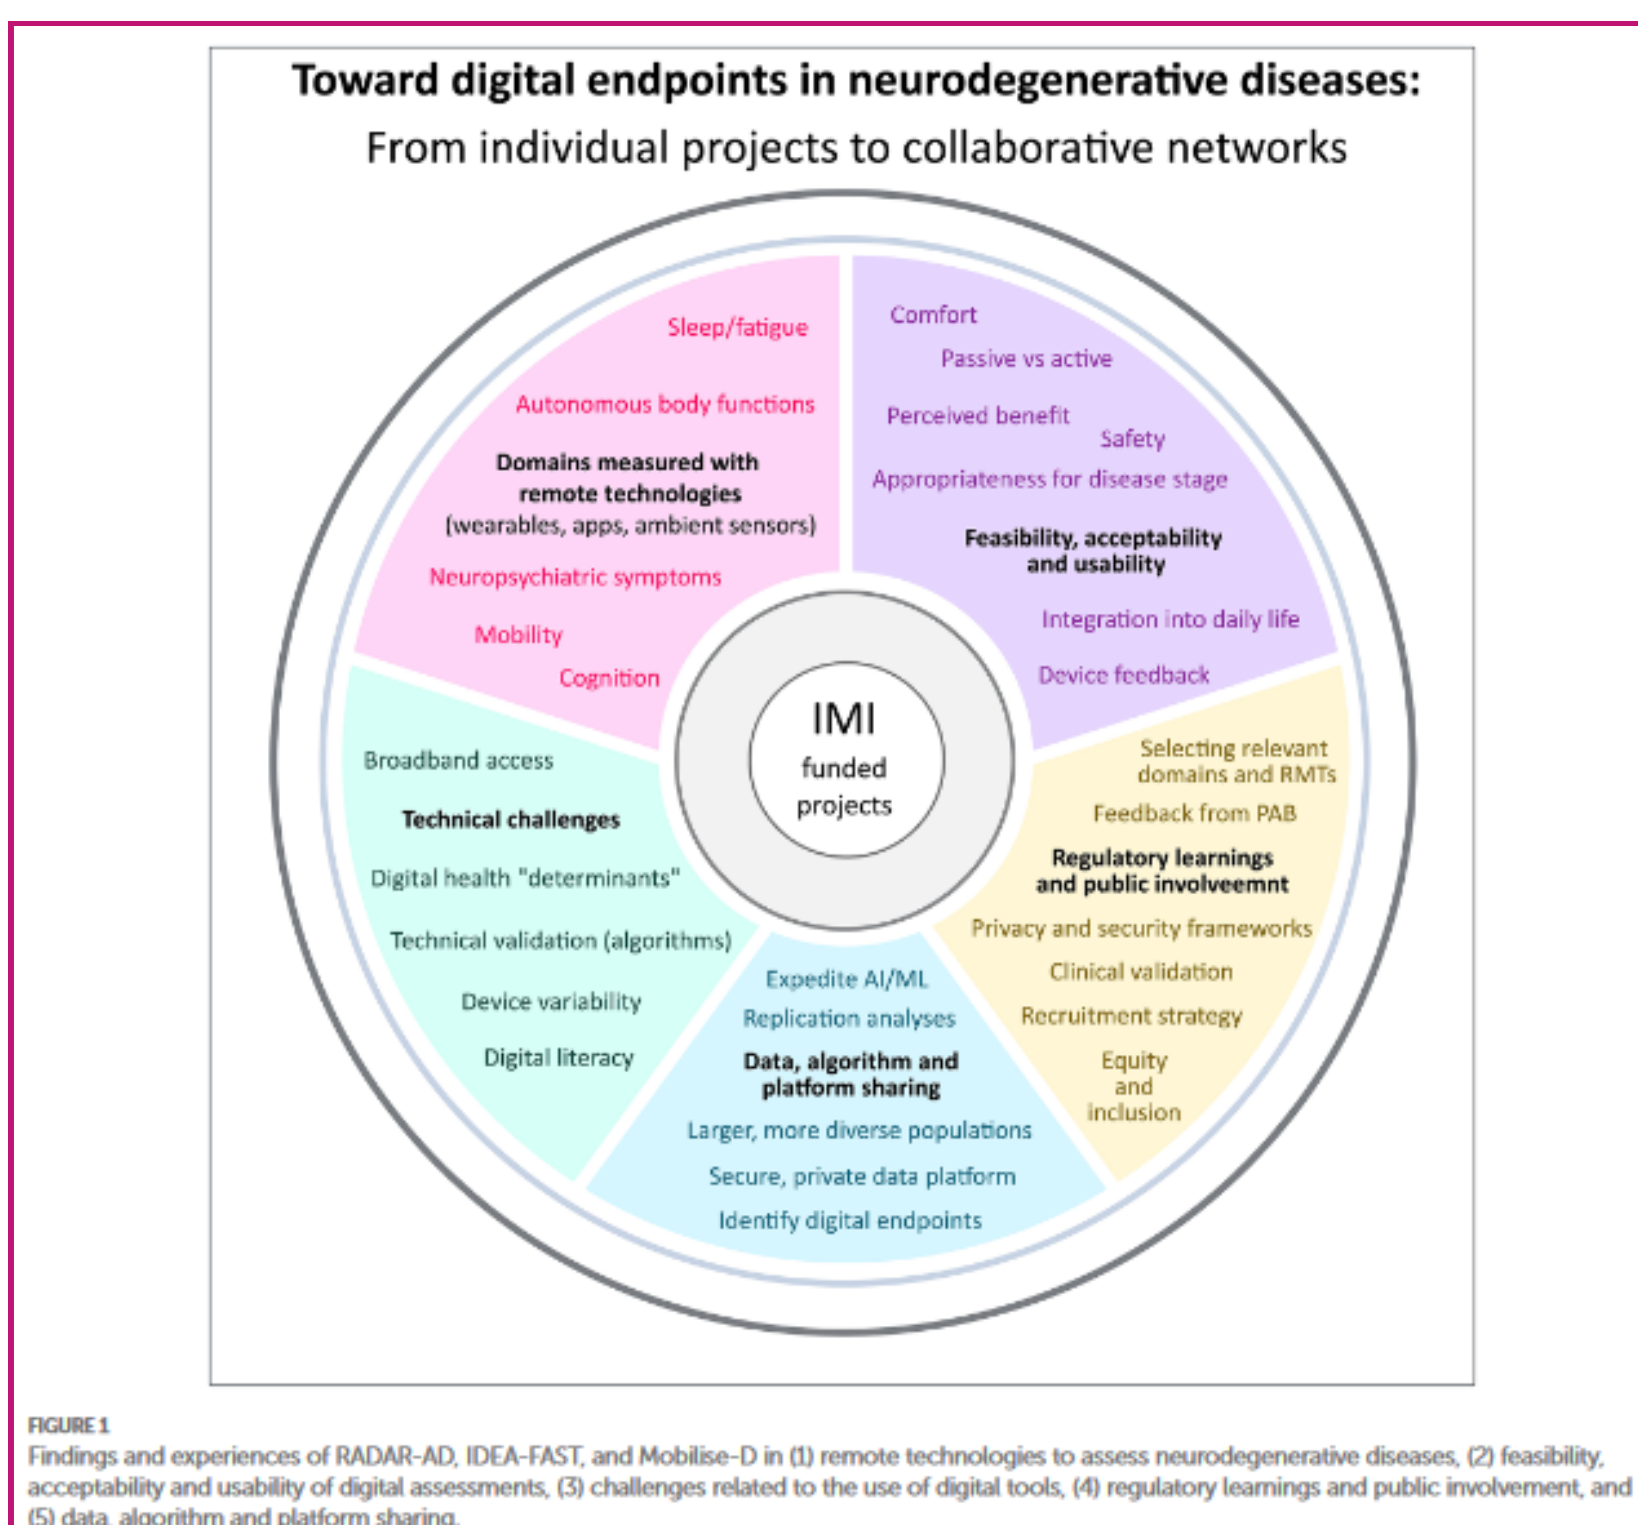 Toward digital endpoints in neurodegenerative diseases:
From individual projects to collaborative networks
Sleep/fatigue
Autonomous body functions
Domains measured with
remote technologies
(wearables, apps, ambient sensors)
Neuropsychiatric symptoms
Mobility
Cognition
Comfort
Passive vs active
Perceived benefit
Safety
Appropriateness for disease stage
Feasibility, acceptability
and usability
Integration into daily life
Device feedback
IMI
funded
projects
Broadband access
Technical challenges
Digital health "determinants"
Technical validation (algorithms)
Device variability
Digital literacy
Selecting relevant
domains and RMTs
Feedback from PAB
Regulatory learnings
and public involveemnt
Privacy and security frameworks
Clinical validation
Recruitment strategy
Equity
and
inclusion
Expedite AI/ML
Replication analyses
Data, algorithm and
platform sharing
Larger, more diverse populations
Secure, private data platform
Identify digital endpoints
FIGURE 1
Findings and experiences of RADAR-AD, IDEA-FAST, and Mobilise-D in (1) remote technologies to assess neurodegenerative diseases, (2) feasibility,
acceptability and usability of digital assessments, (3) challenges related to the use of digital tools, (4) regulatory learnings and public involvement, and
(5) data, algorithm and platform sharing.